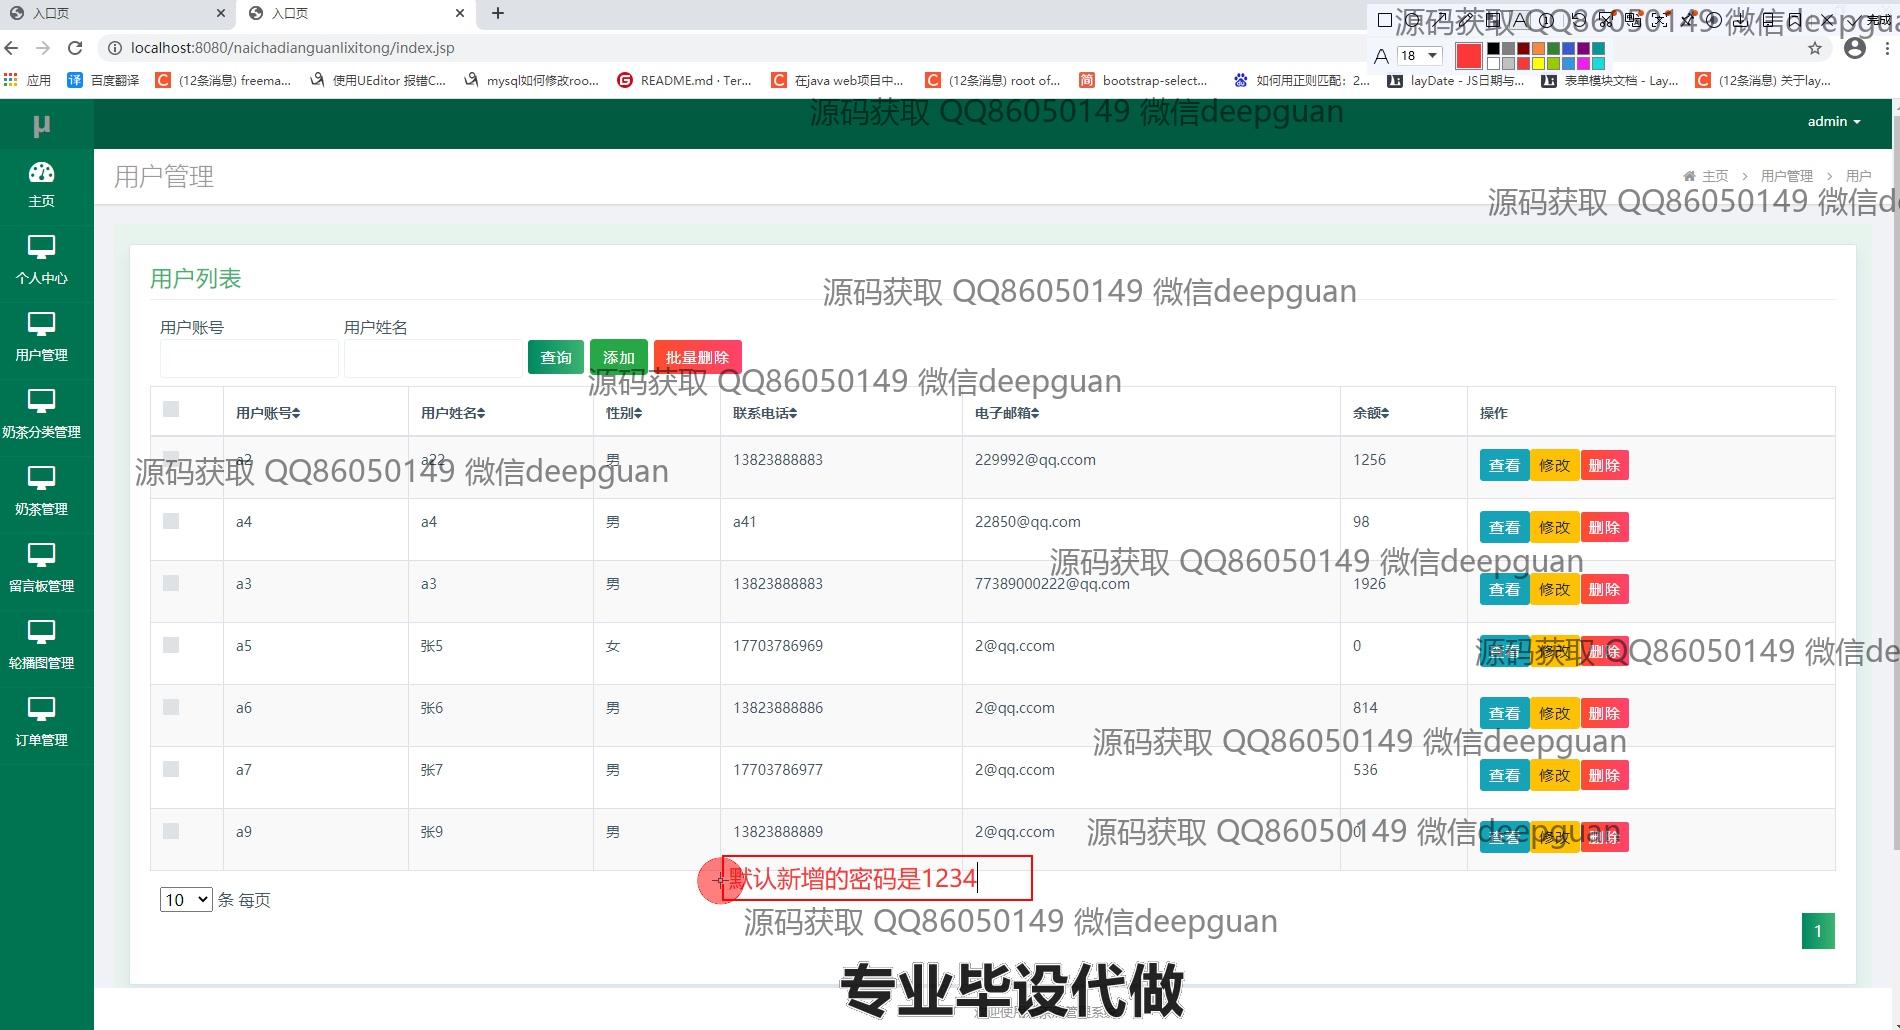 入口页
入口页
18
完成
localhost:8080/naichadianguanlixitong/index.jsp
应用
百度翻译
(12条消息) freema...
使用UEditor 报错C...
mysql如何修改roo...
README.md · Ter...
在java web项目中...
(12条消息) root of...
bootstrap-select...
如何用正则匹配：2...
layDate - JS日期与...
表单模块文档 - Lay...
(12条消息) 关于lay...
源码获取 QQ86050149 微信deepguan
源码获取 QQ86050149 微信deepguan
μ
admin
主页
个人中心
用户管理
奶茶分类管理
奶茶管理
留言板管理
轮播图管理
订单管理
用户管理
主页 > 用户管理 > 用户
源码获取 QQ86050149 微信de
用户列表
源码获取 QQ86050149 微信deepguan
用户账号 用户姓名
查询 添加 批量删除
源码获取 QQ86050149 微信deepguan
用户账号 用户姓名 性别 联系电话 电子邮箱 余额 操作
a2 a22 男 13823888883 229992@qq.ccom 1256 查看 修改 删除
源码获取 QQ86050149 微信deepguan
a4 a4 男 a41 22850@qq.com 98 查看 修改 删除
源码获取 QQ86050149 微信deepguan
a3 a3 男 13823888883 77389000222@qq.com 1926 查看 修改 删除
a5 张5 女 17703786969 2@qq.ccom 0 查看 修改 删除
源码获取 QQ86050149 微信de
a6 张6 男 13823888886 2@qq.ccom 814 查看 修改 删除
源码获取 QQ86050149 微信deepguan
a7 张7 男 17703786977 2@qq.ccom 536 查看 修改 删除
a9 张9 男 13823888889 2@qq.ccom 0 查看 修改 删除
源码获取 QQ86050149 微信deepguan
默认新增的密码是1234
10 条 每页
源码获取 QQ86050149 微信deepguan
1
专业毕设代做